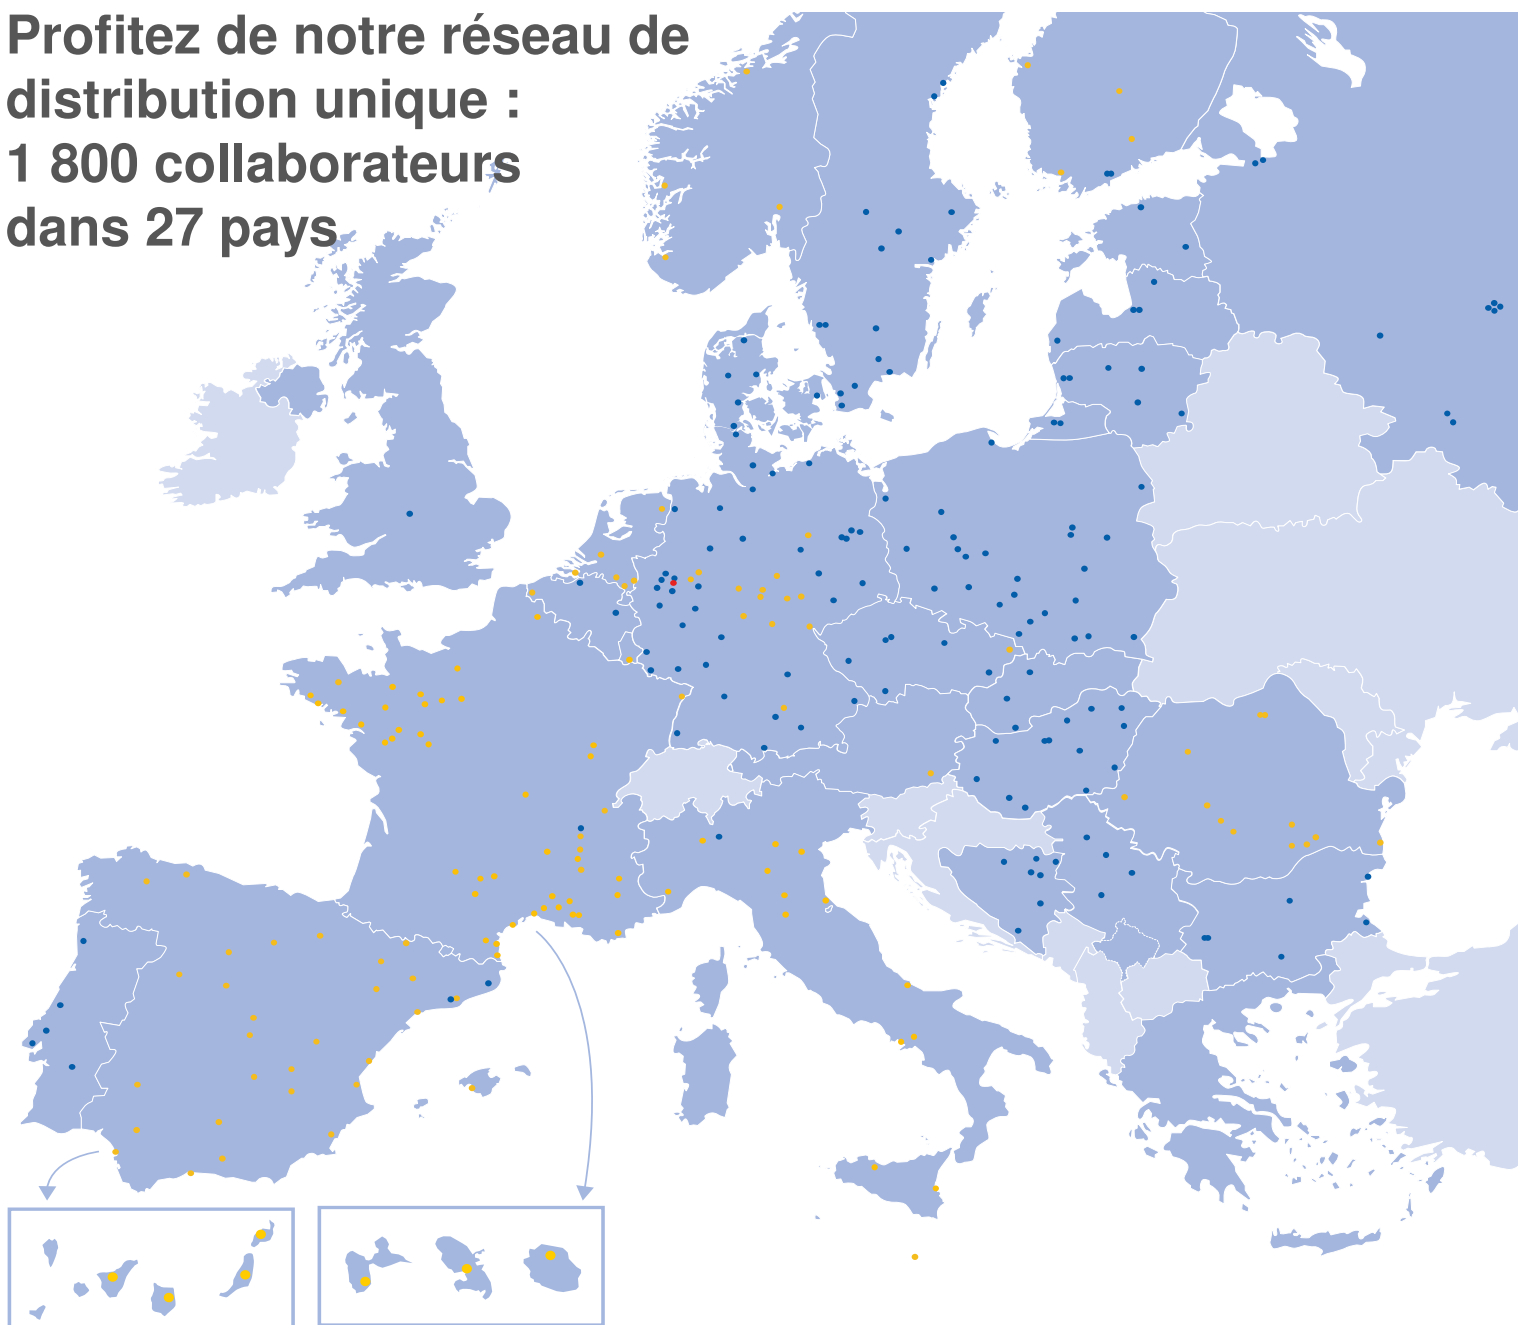 Profitez de notre réseau de
distribution unique :
1 800 collaborateurs
dans 27 pays